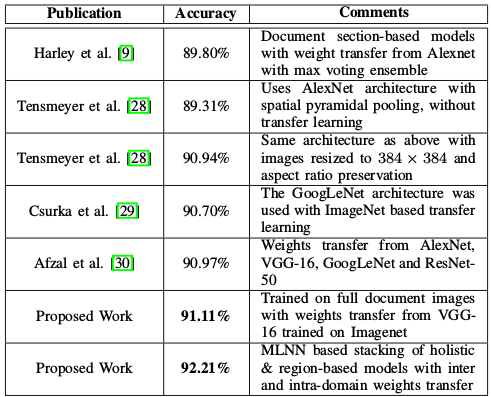 Publication Accuracy Comments
Harley et al. [9] 89.80% Document section-based models
with weight transfer from Alexnet
with max voting ensemble
Tensmeyer et al. [28] 89.31% Uses AlexNet architecture with
spatial pyramidal pooling, without
transfer learning
Tensmeyer et al. [28] 90.94% Same architecture as above with
images resized to 384 × 384 and
aspect ratio preservation
Csurka et al. [29] 90.70% The GoogLeNet architecture was
used with ImageNet based transfer
learning
Afzal et al. [30] 90.97% Weights transfer from AlexNet,
VGG-16, GoogLeNet and ResNet-
50
Proposed Work 91.11% Trained on full document images
with weights transfer from VGG-
16 trained on Imagenet
Proposed Work 92.21% MLNN based stacking of holistic
& region-based models with inter
and intra-domain weights transfer